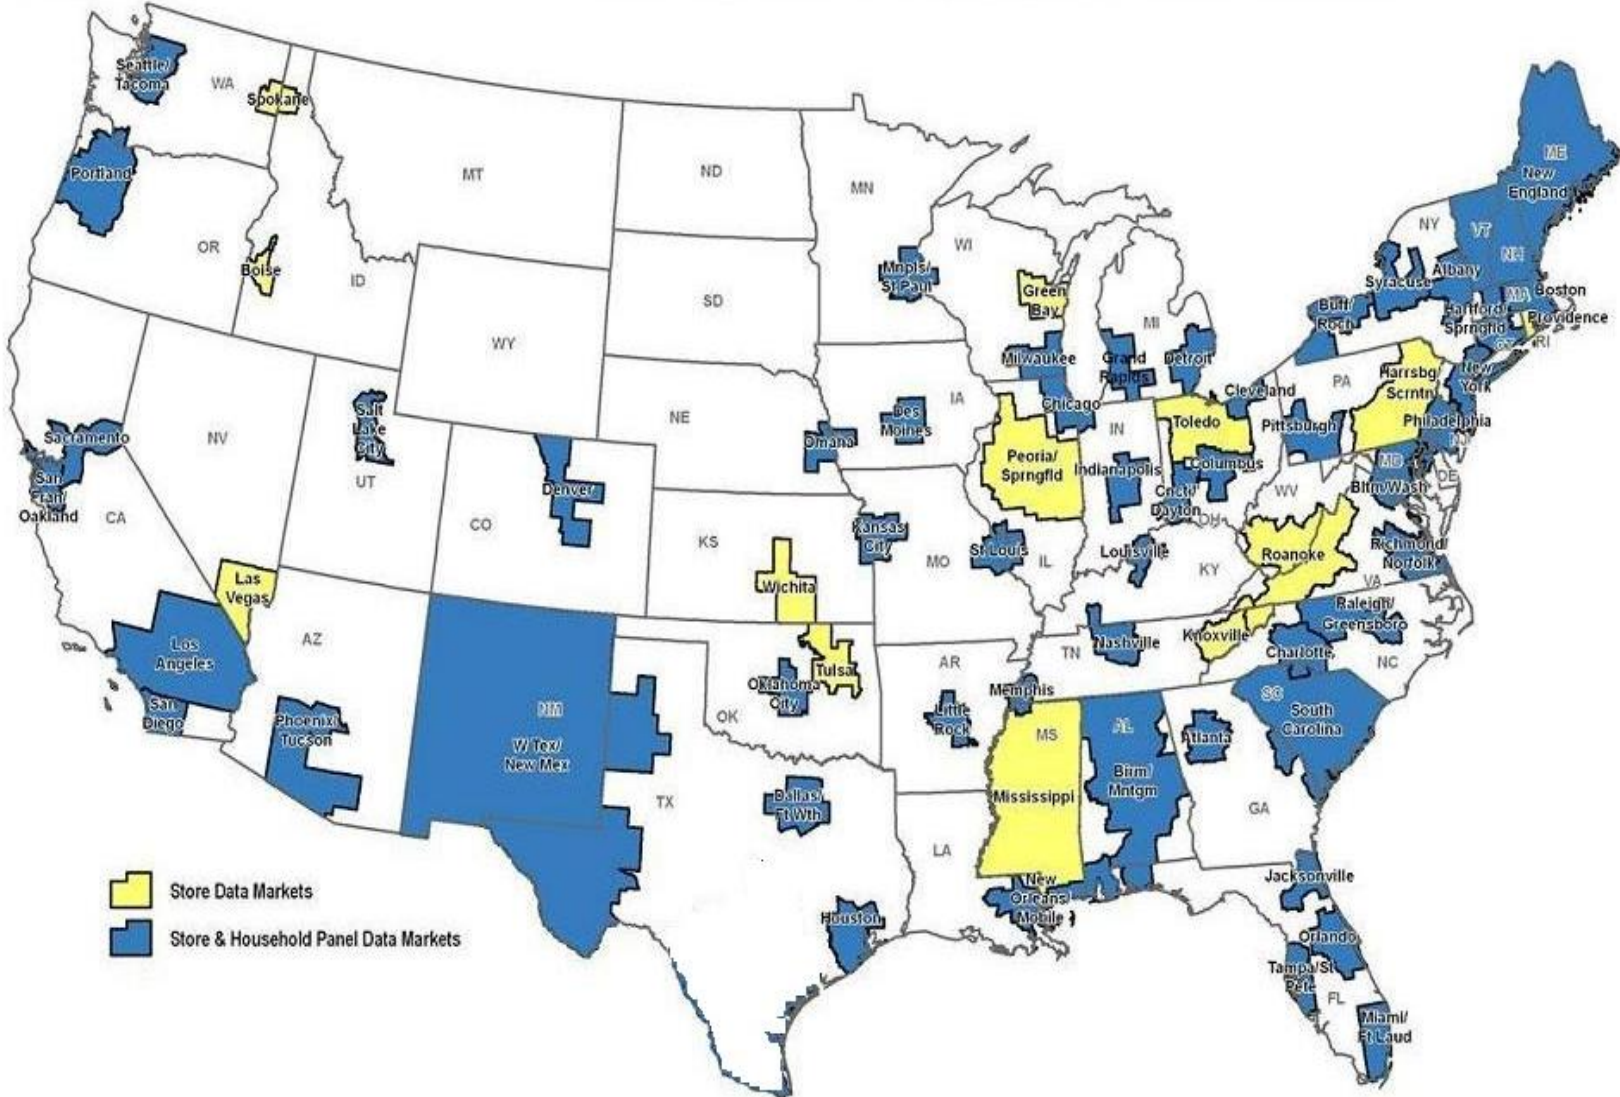 Seattle/
Tacoma
WA
Spokane
Portland
OR
Boise
ID
MT
ND
MN
SD
WY
WI
Mnpls/
St Paul
Green
Bay
MI
Milwaukee
Grand
Rapids
Detroit
NY
VT
NH
ME
New
England
Syracuse
Albany
Buff/
Roch
Hartford
Sprngfld
MA
Boston
Providence
CT
RI
New
York
Harrsbg/
Scrntn
PA
Cleveland
Toledo
Pittsburgh
Philadelphia
NJ
MD
DE
Bltm/Wash
Chicago
IN
Indianapolis
Columbus
Cncti/
Dayton
OH
WV
Peoria/
Sprngfld
IL
IA
Des
Moines
Omaha
NE
Sacramento
San
Fran/
Oakland
CA
NV
Salt
Lake
City
UT
Denver
CO
KS
Kansas
City
MO
St Louis
Louisville
KY
Roanoke
Richmond/
Norfolk
VA
Wichita
Las
Vegas
Los
Angeles
San
Diego
AZ
Phoenix/
Tucson
NM
W Tex/
New Mex
TX
OK
Oklahoma
City
Tulsa
AR
Little
Rock
Memphis
TN
Nashville
Knoxville
Raleigh/
Greensboro
Charlotte
NC
SC
South
Carolina
Atlanta
GA
AL
Birm/
Mntgm
MS
Mississippi
LA
New
Orleans/
Mobile
Dallas/
Ft Wth
Houston
Jacksonville
Orlando
Tampa/St
Pete
FL
Miami/
Ft Laud
Store Data Markets
Store & Household Panel Data Markets